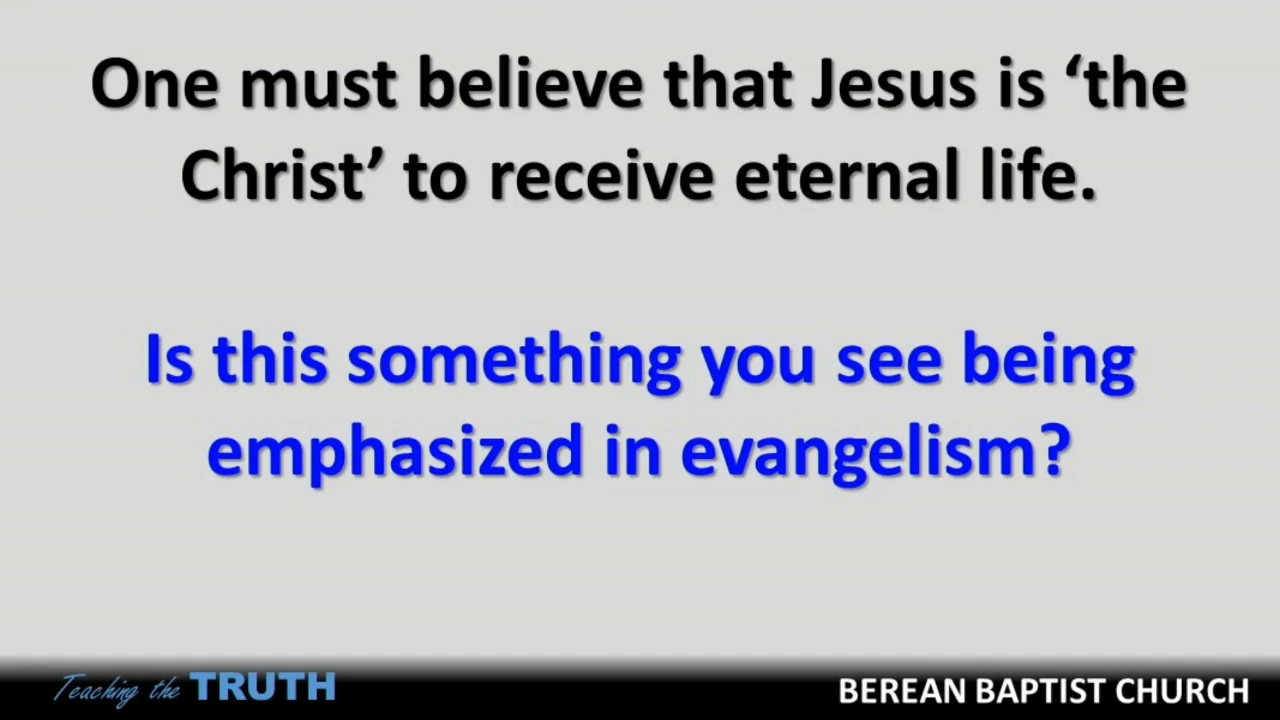 One must believe that Jesus is ‘the
Christ’ to receive eternal life.
Is this something you see being
emphasized in evangelism?
Teaching the TRUTH
BEREAN BAPTIST CHURCH